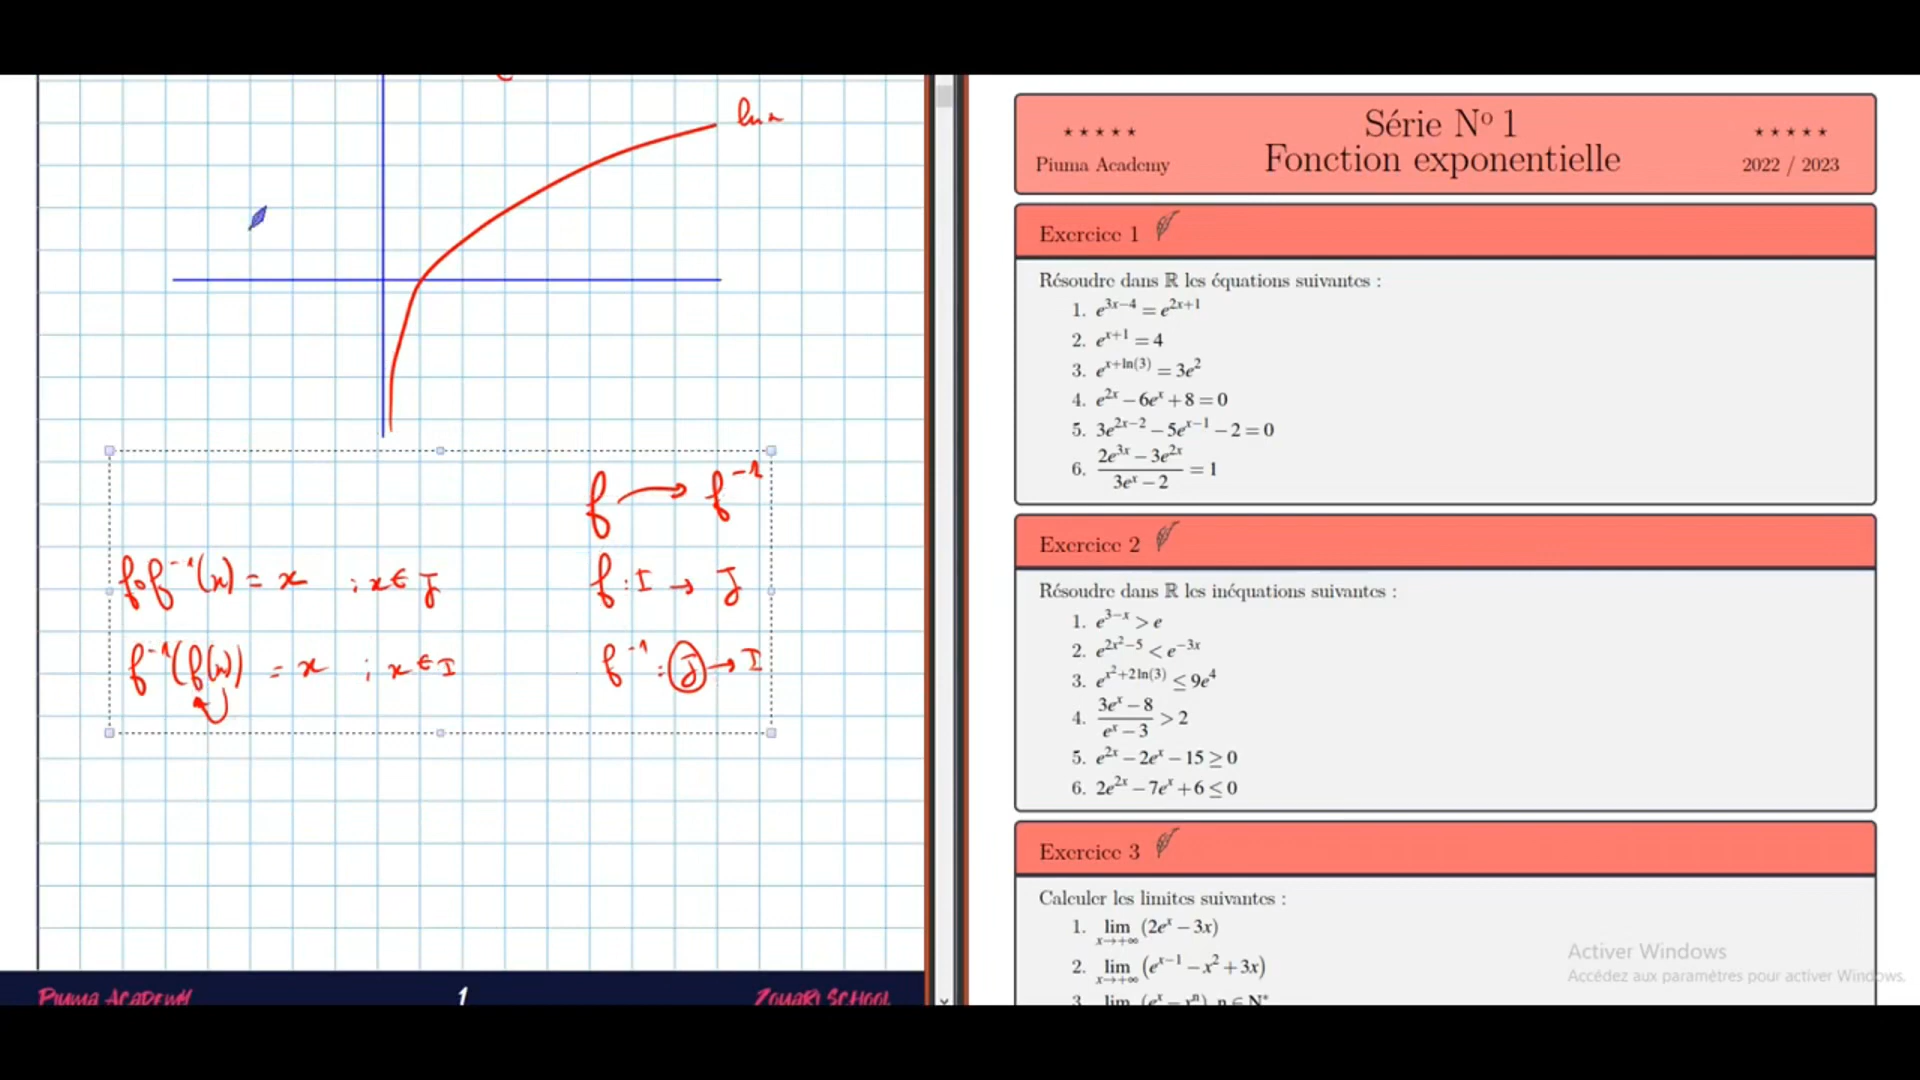 ln x
f → f⁻¹
fof⁻¹(x) = x ; x ∈ J
f : I → J
f⁻¹(f(x)) = x ; x ∈ I
f⁻¹ : J → I
PIUMA ACADEMY 1 ZOUARI SCHOOL
★★★★★ Série Nº 1 ★★★★★
Piuma Academy Fonction exponentielle 2022 / 2023
Exercice 1
Résoudre dans ℝ les équations suivantes :
1. e^{3x−4} = e^{2x+1}
2. e^{x+1} = 4
3. e^{x+ln(3)} = 3e²
4. e^{2x} − 6e^x + 8 = 0
5. 3e^{2x−2} − 5e^{x−1} − 2 = 0
6. (2e^{3x} − 3e^{2x})/(3e^x − 2) = 1
Exercice 2
Résoudre dans ℝ les inéquations suivantes :
1. e^{3−x} > e
2. e^{2x²−5} < e^{−3x}
3. e^{x²+2ln(3)} ≤ 9e⁴
4. (3e^x − 8)/(e^x − 3) > 2
5. e^{2x} − 2e^x − 15 ≥ 0
6. 2e^{2x} − 7e^x + 6 ≤ 0
Exercice 3
Calculer les limites suivantes :
1. lim_{x→+∞} (2e^x − 3x)
2. lim_{x→+∞} (e^{x−1} − x² + 3x)
3. lim (e^x − x^n), n ∈ ℕ*
Activer Windows
Accédez aux paramètres pour activer Windows.